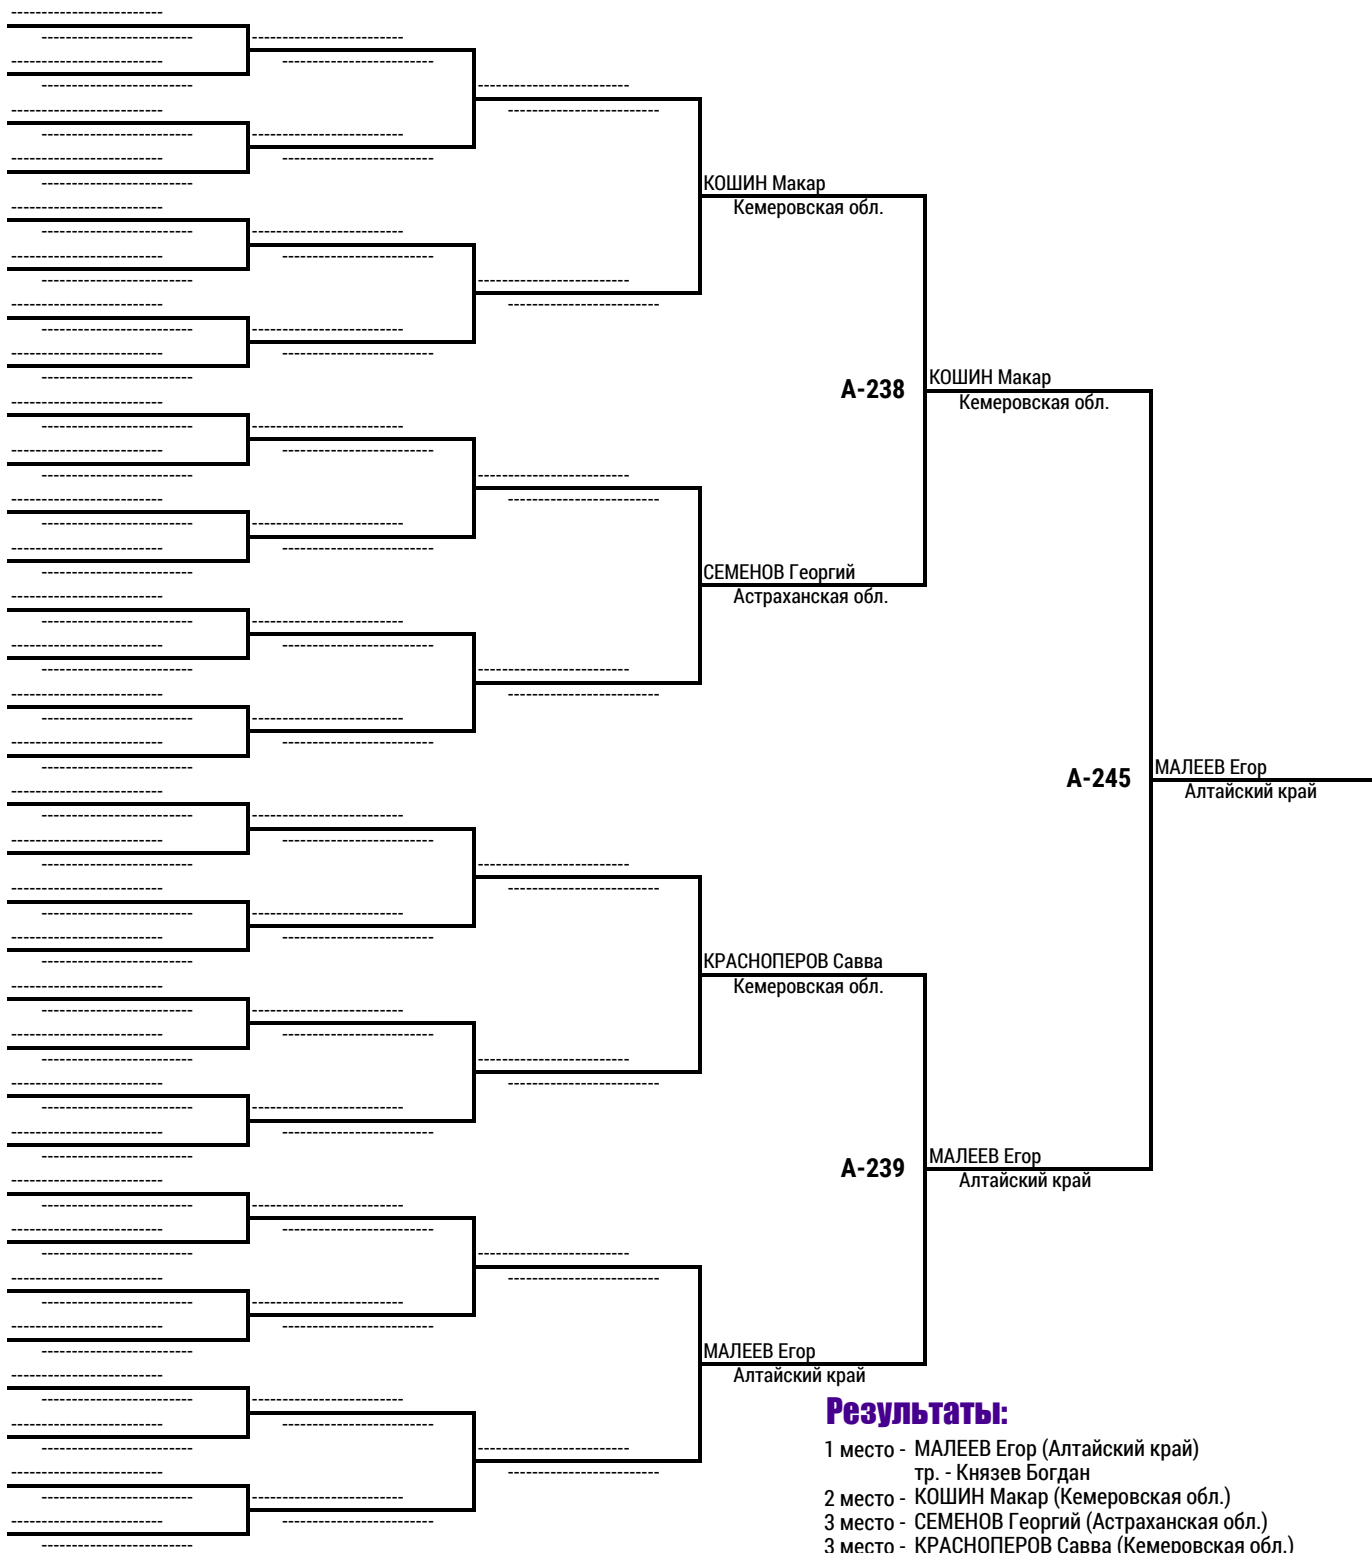 КОШИН Макар
Кемеровская обл.
А-238
КОШИН Макар
Кемеровская обл.
СЕМЕНОВ Георгий
Астраханская обл.
А-245
МАЛЕЕВ Егор
Алтайский край
КРАСНОПЕРОВ Савва
Кемеровская обл.
А-239
МАЛЕЕВ Егор
Алтайский край
МАЛЕЕВ Егор
Алтайский край
Результаты:
1 место - МАЛЕЕВ Егор (Алтайский край)
тр. - Князев Богдан
2 место - КОШИН Макар (Кемеровская обл.)
3 место - СЕМЕНОВ Георгий (Астраханская обл.)
3 место - КРАСНОПЕРОВ Савва (Кемеровская обл.)